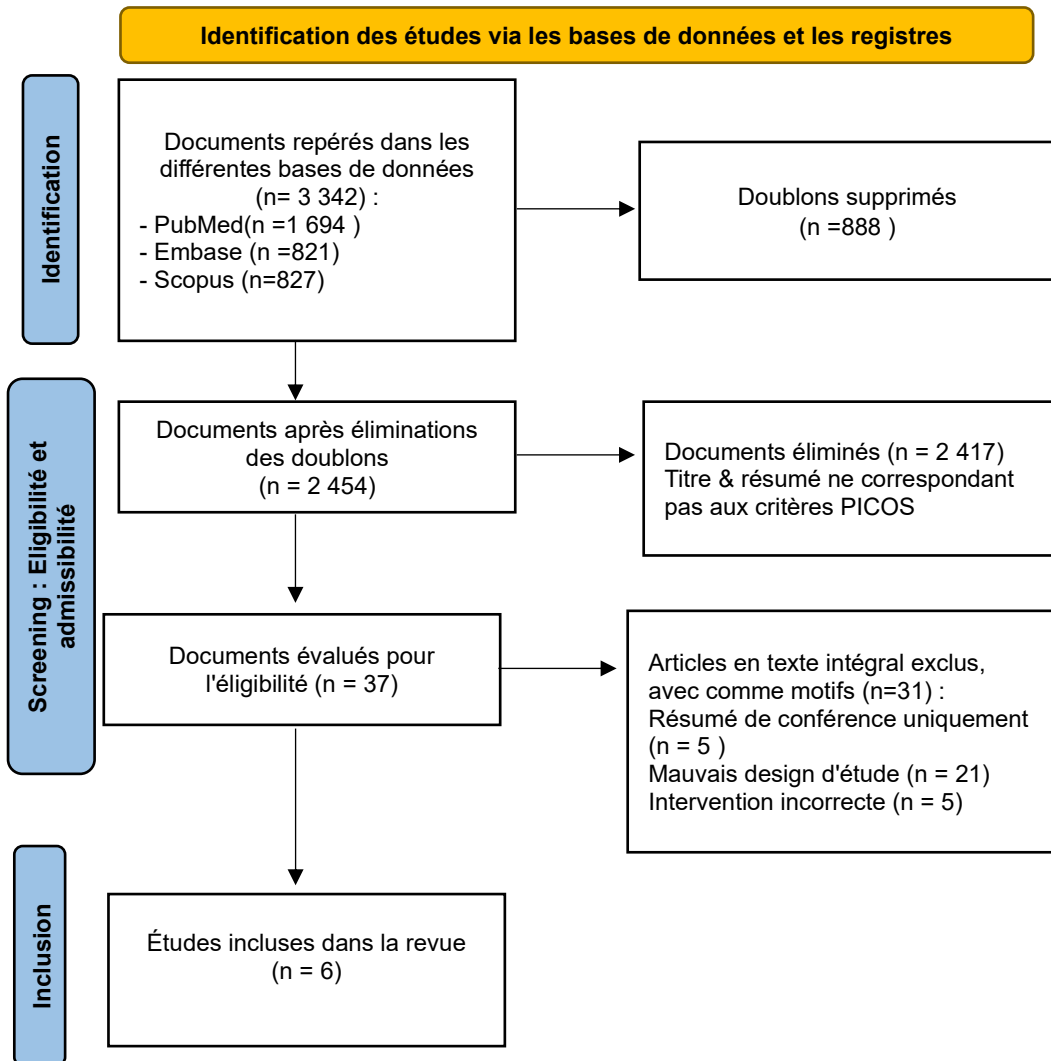 Identification des études via les bases de données et les registres
Identification
Documents repérés dans les
différentes bases de données
(n= 3 342) :
- PubMed(n =1 694 )
- Embase (n =821)
- Scopus (n=827)
Doublons supprimés
(n =888 )
Screening : Eligibilité et
admissibilité
Documents après éliminations
des doublons
(n = 2 454)
Documents éliminés (n = 2 417)
Titre & résumé ne correspondant
pas aux critères PICOS
Documents évalués pour
l'éligibilité (n = 37)
Articles en texte intégral exclus,
avec comme motifs (n=31) :
Résumé de conférence uniquement
(n = 5 )
Mauvais design d'étude (n = 21)
Intervention incorrecte (n = 5)
Inclusion
Études incluses dans la revue
(n = 6)